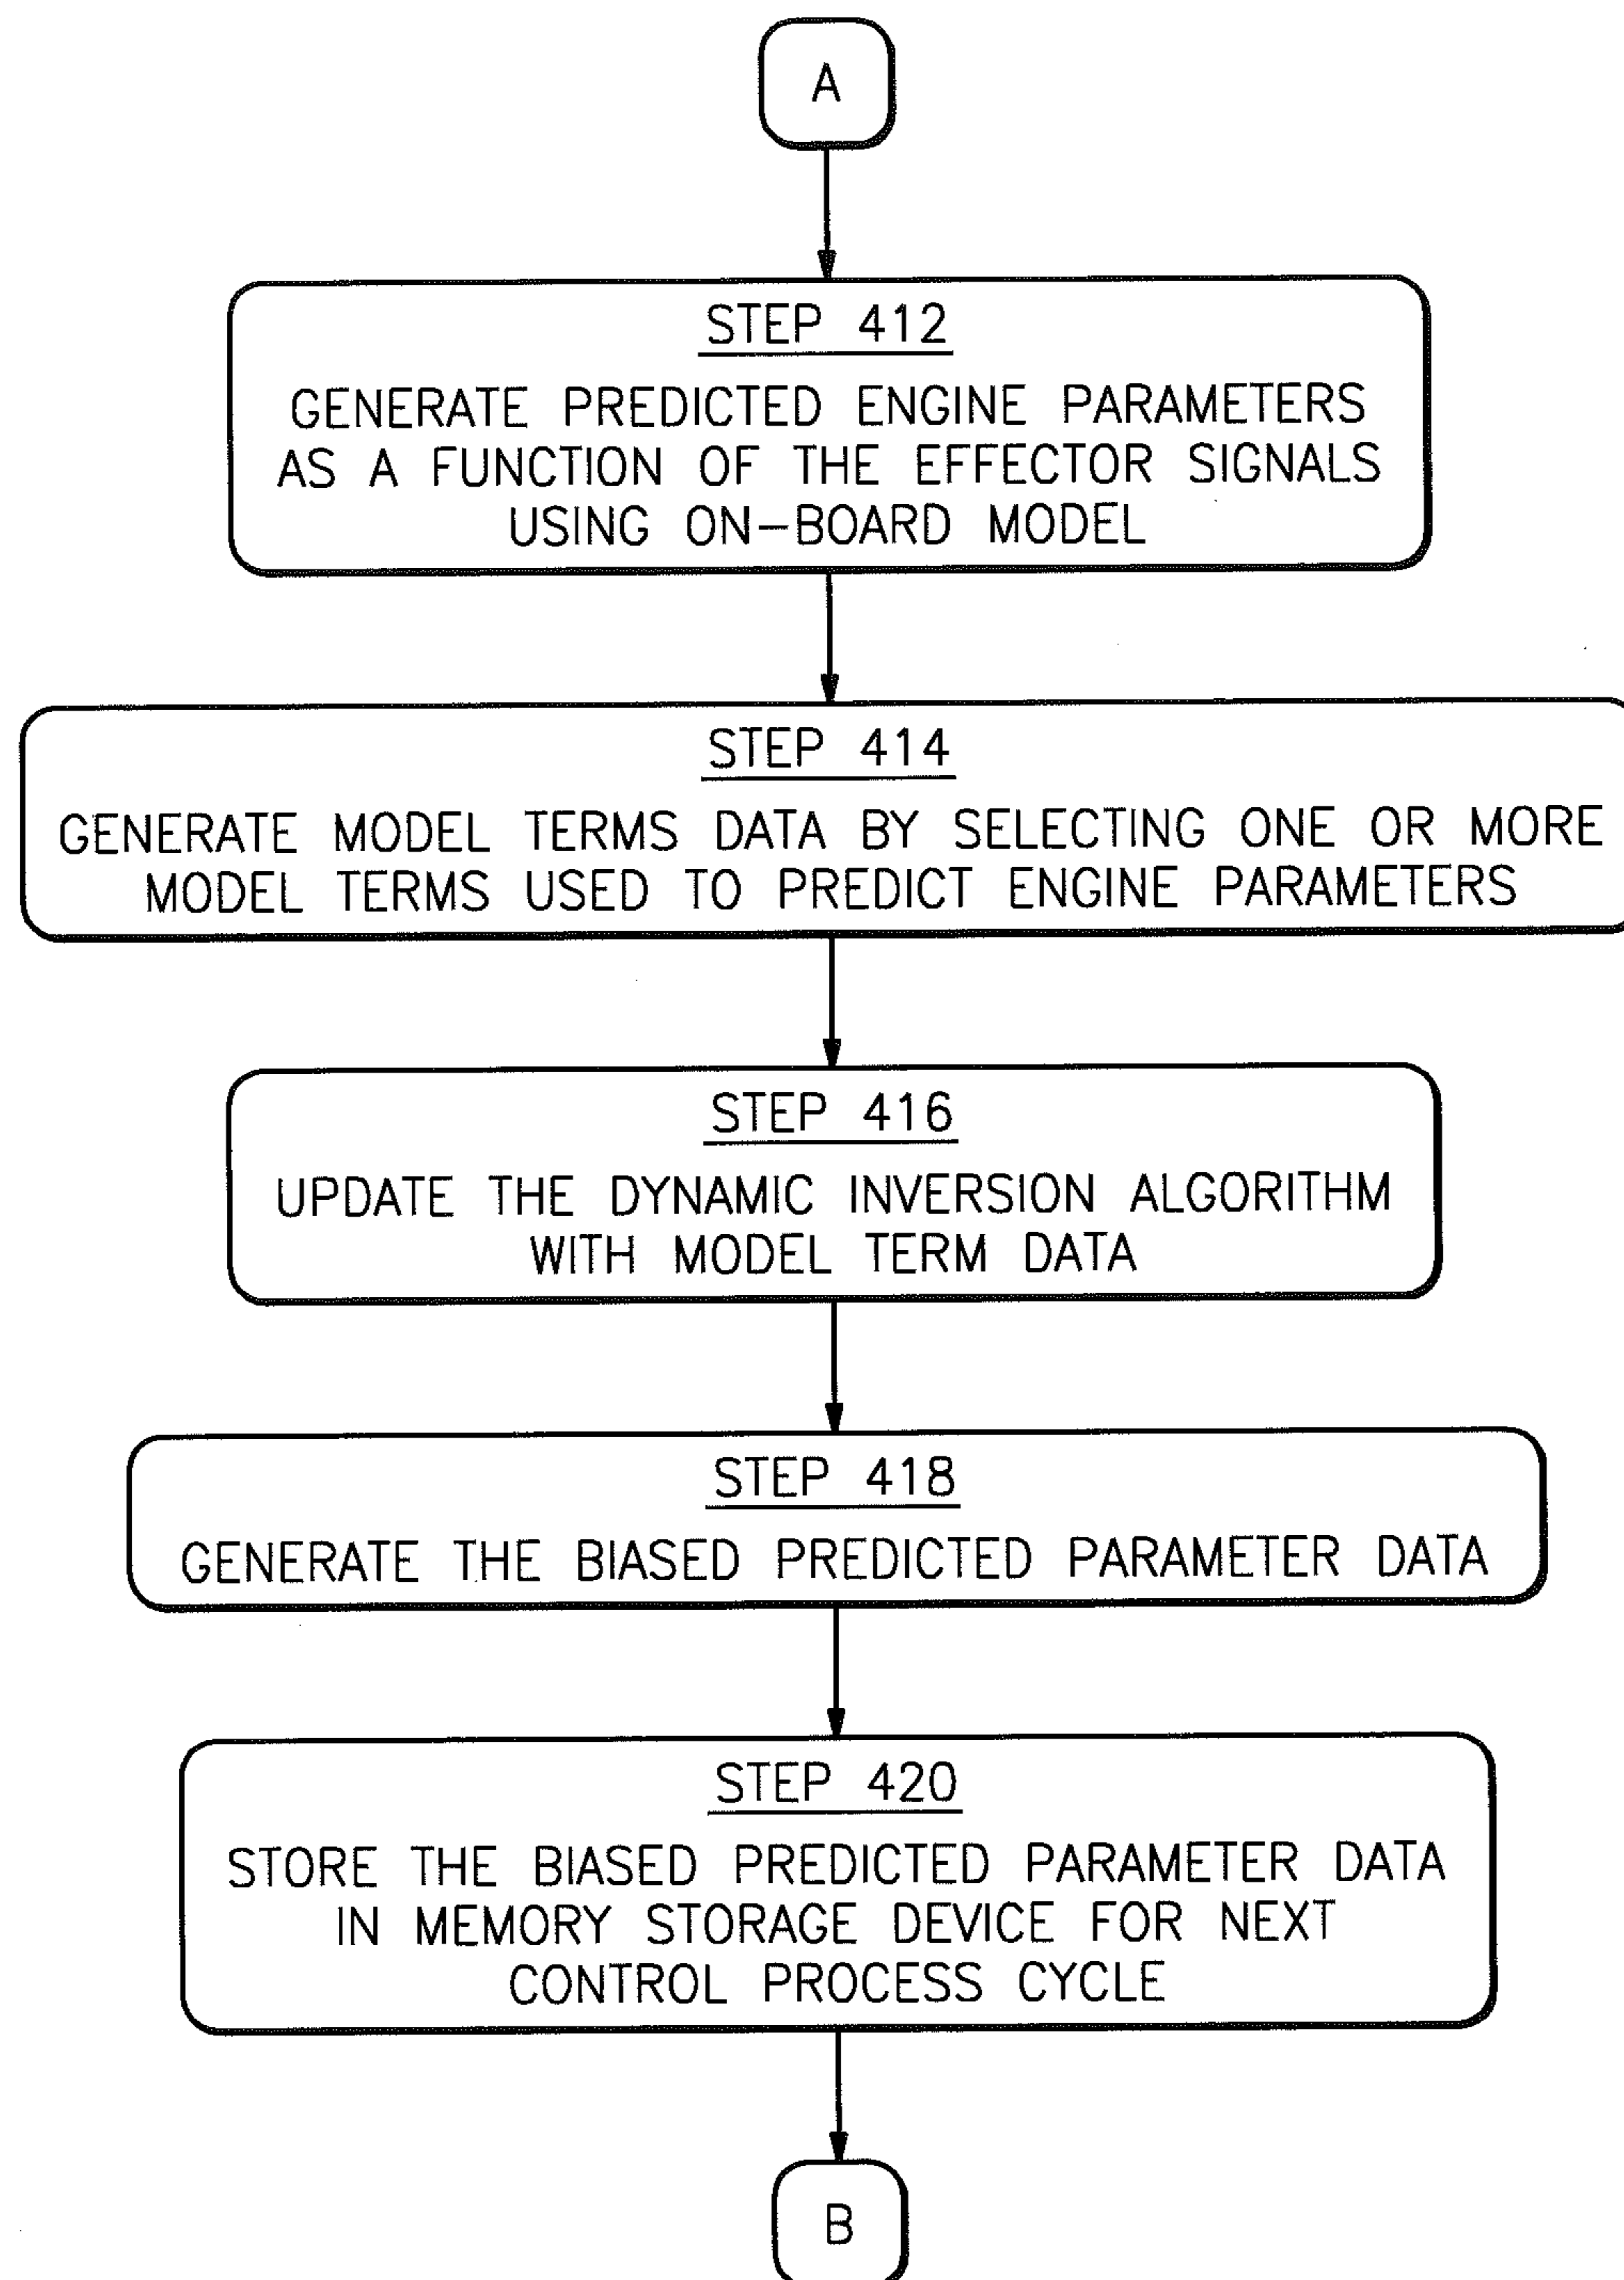 A
STEP 412
GENERATE PREDICTED ENGINE PARAMETERS
AS A FUNCTION OF THE EFFECTOR SIGNALS
USING ON-BOARD MODEL
STEP 414
GENERATE MODEL TERMS DATA BY SELECTING ONE OR MORE
MODEL TERMS USED TO PREDICT ENGINE PARAMETERS
STEP 416
UPDATE THE DYNAMIC INVERSION ALGORITHM
WITH MODEL TERM DATA
STEP 418
GENERATE THE BIASED PREDICTED PARAMETER DATA
STEP 420
STORE THE BIASED PREDICTED PARAMETER DATA
IN MEMORY STORAGE DEVICE FOR NEXT
CONTROL PROCESS CYCLE
B